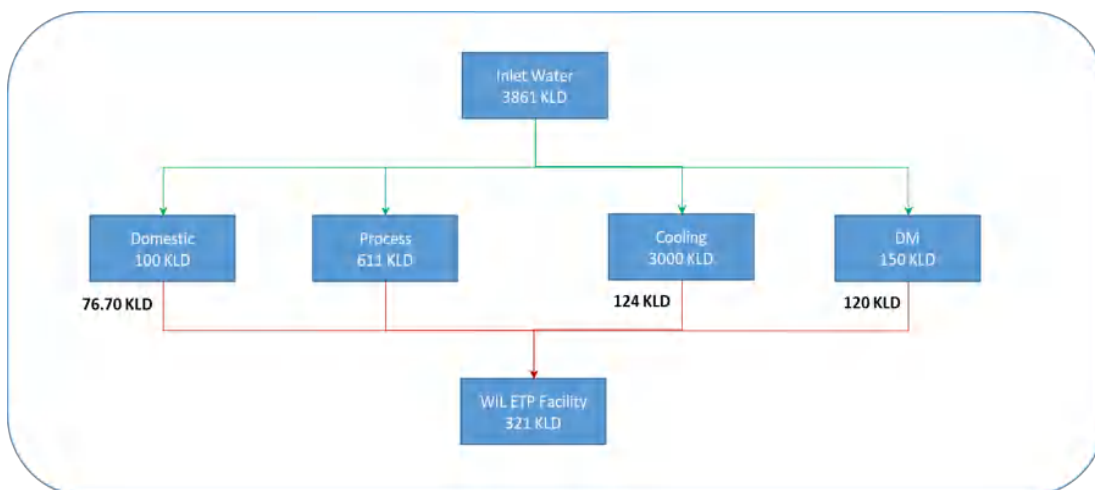 Inlet Water
3861 KLD
Domestic
100 KLD
Process
611 KLD
Cooling
3000 KLD
DM
150 KLD
76.70 KLD
124 KLD
120 KLD
WIL ETP Facility
321 KLD